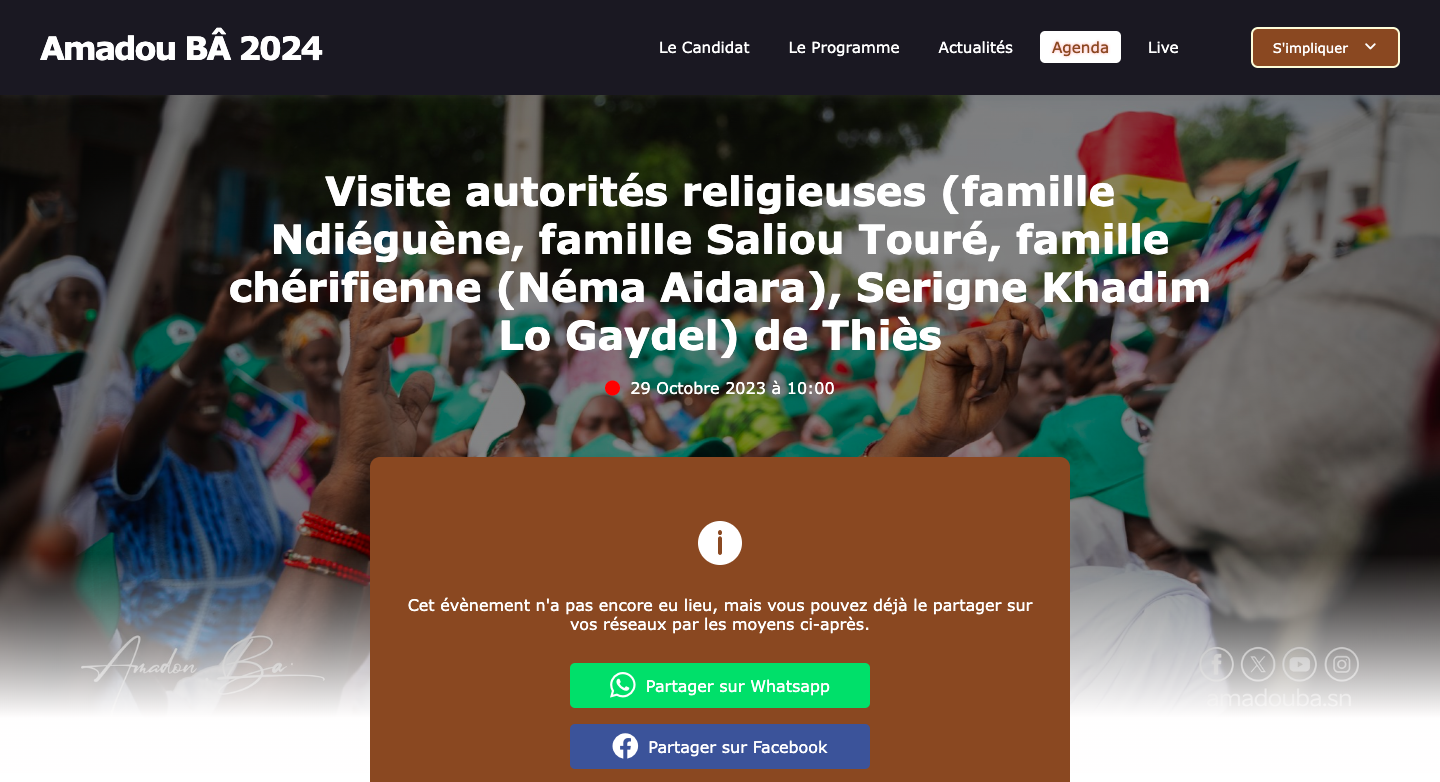 Amadou BÂ 2024
Le Candidat
Le Programme
Actualités
Agenda
Live
S'impliquer
Visite autorités religieuses (famille
Ndiéguène, famille Saliou Touré, famille
chérifienne (Néma Aidara), Serigne Khadim
Lo Gaydel) de Thiès
29 Octobre 2023 à 10:00
Cet évènement n'a pas encore eu lieu, mais vous pouvez déjà le partager sur
vos réseaux par les moyens ci-après.
Amadou Ba
amadouba.sn
Partager sur Whatsapp
Partager sur Facebook